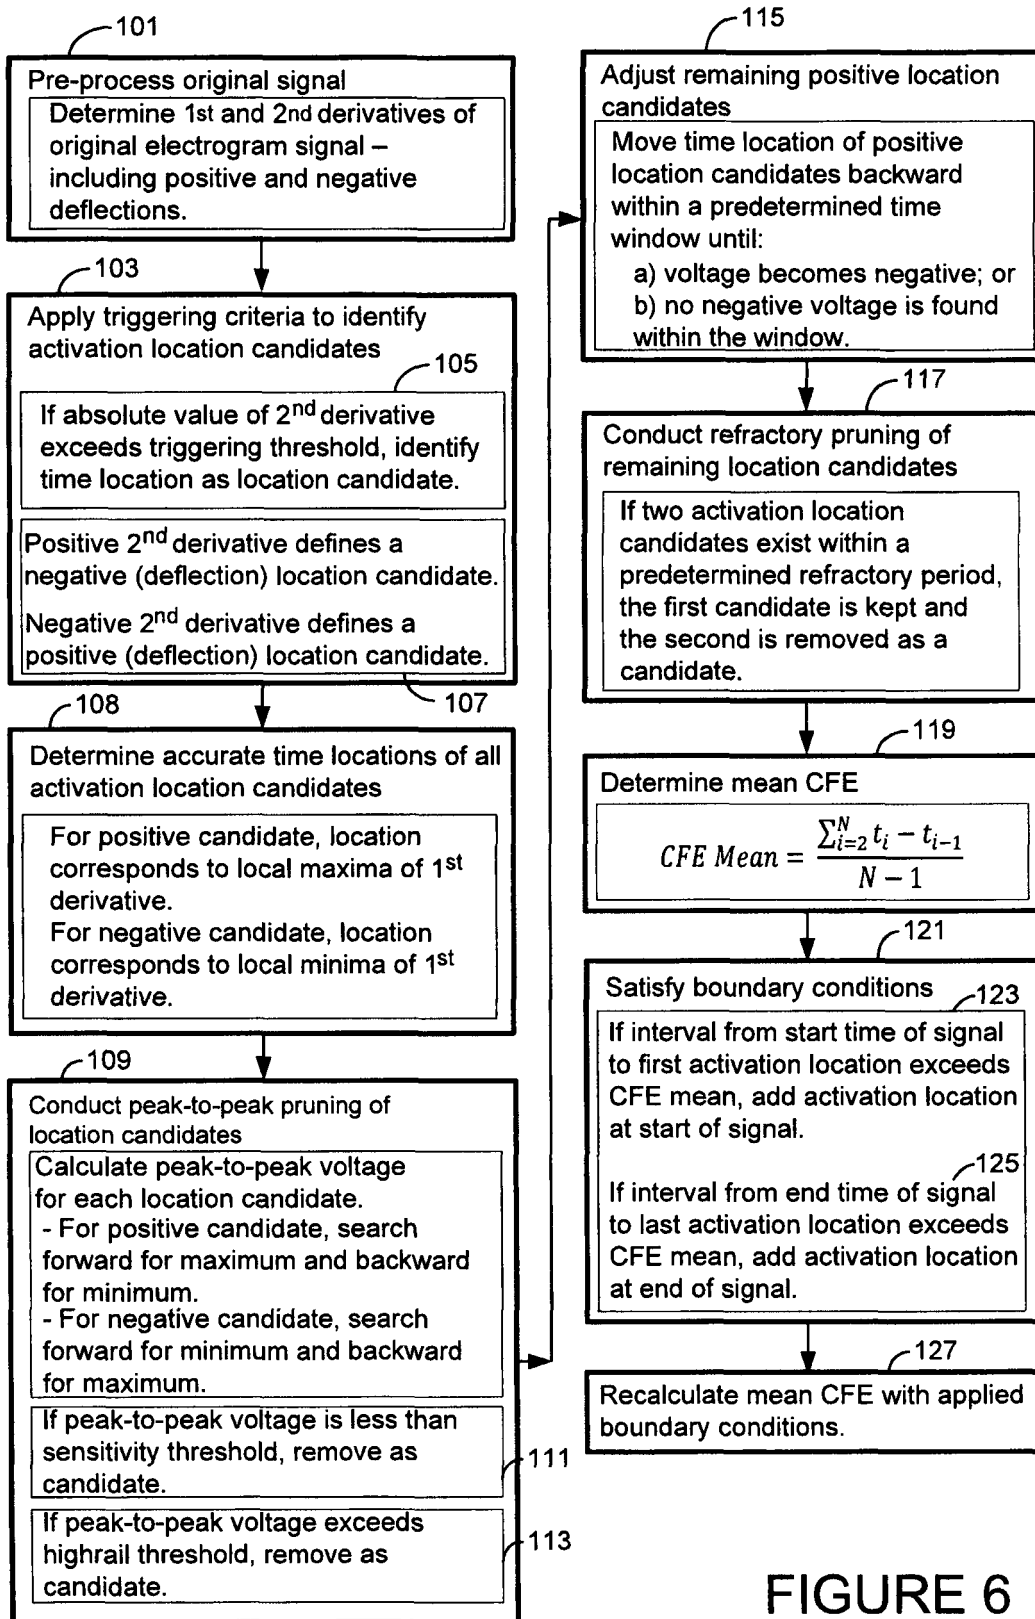 101
Pre-process original signal
Determine 1st and 2nd derivatives of
original electrogram signal –
including positive and negative
deflections.
103
Apply triggering criteria to identify
activation location candidates
105
If absolute value of 2nd derivative
exceeds triggering threshold, identify
time location as location candidate.
Positive 2nd derivative defines a
negative (deflection) location candidate.
Negative 2nd derivative defines a
positive (deflection) location candidate.
107
108
Determine accurate time locations of all
activation location candidates
For positive candidate, location
corresponds to local maxima of 1st
derivative.
For negative candidate, location
corresponds to local minima of 1st
derivative.
109
Conduct peak-to-peak pruning of
location candidates
Calculate peak-to-peak voltage
for each location candidate.
- For positive candidate, search
forward for maximum and backward
for minimum.
- For negative candidate, search
forward for minimum and backward
for maximum.
If peak-to-peak voltage is less than
sensitivity threshold, remove as
candidate.
111
If peak-to-peak voltage exceeds
highrail threshold, remove as
candidate.
113
115
Adjust remaining positive location
candidates
Move time location of positive
location candidates backward
within a predetermined time
window until:
a) voltage becomes negative; or
b) no negative voltage is found
within the window.
117
Conduct refractory pruning of
remaining location candidates
If two activation location
candidates exist within a
predetermined refractory period,
the first candidate is kept and
the second is removed as a
candidate.
119
Determine mean CFE
CFE Mean = \frac{\sum_{i=2}^{N} t_i - t_{i-1}}{N - 1}
121
Satisfy boundary conditions
123
If interval from start time of signal
to first activation location exceeds
CFE mean, add activation location
at start of signal.
125
If interval from end time of signal
to last activation location exceeds
CFE mean, add activation location
at end of signal.
127
Recalculate mean CFE with applied
boundary conditions.
FIGURE 6